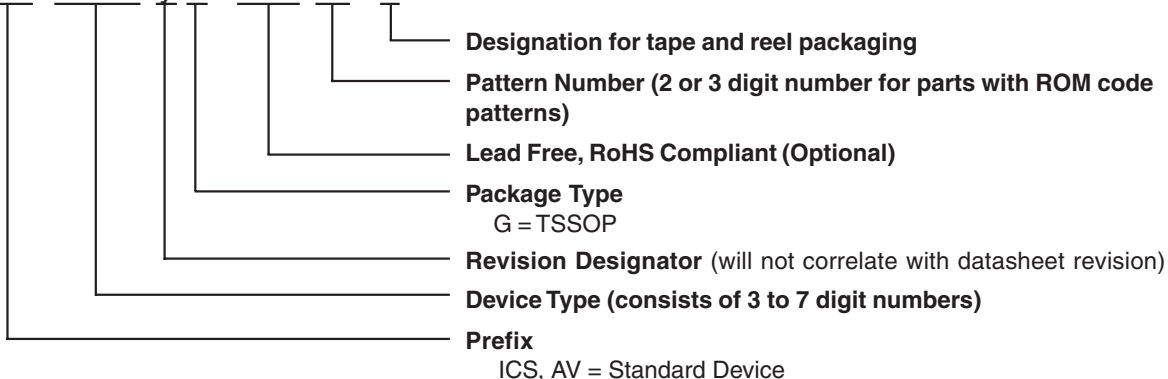 Designation for tape and reel packaging
Pattern Number (2 or 3 digit number for parts with ROM code
patterns)
Lead Free, RoHS Compliant (Optional)
Package Type
G = TSSOP
Revision Designator (will not correlate with datasheet revision)
Device Type (consists of 3 to 7 digit numbers)
Prefix
ICS, AV = Standard Device